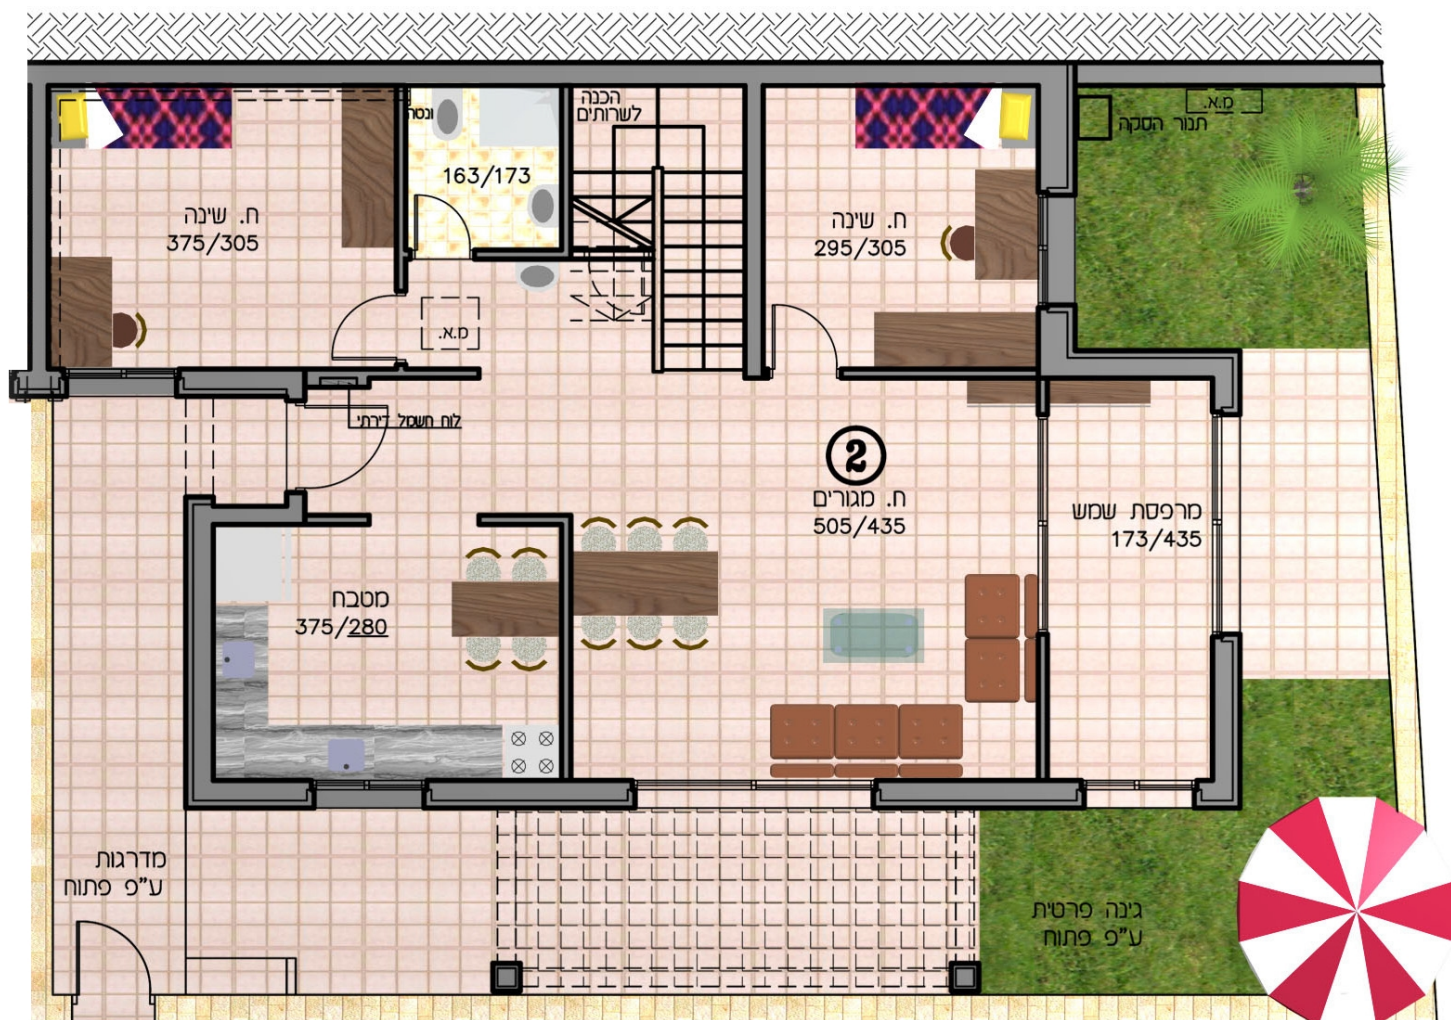 הכנה
לשרותים
ונטה
163/173
מ.א.
תנור הסקה
ח. שינה
375/305
ח. שינה
295/305
מ.א.
לוח חשמל דירתי
2
ח. מגורים
505/435
מרפסת שמש
173/435
מטבח
375/280
מדרגות
ע"פ פתוח
גינה פרטית
ע"פ פתוח